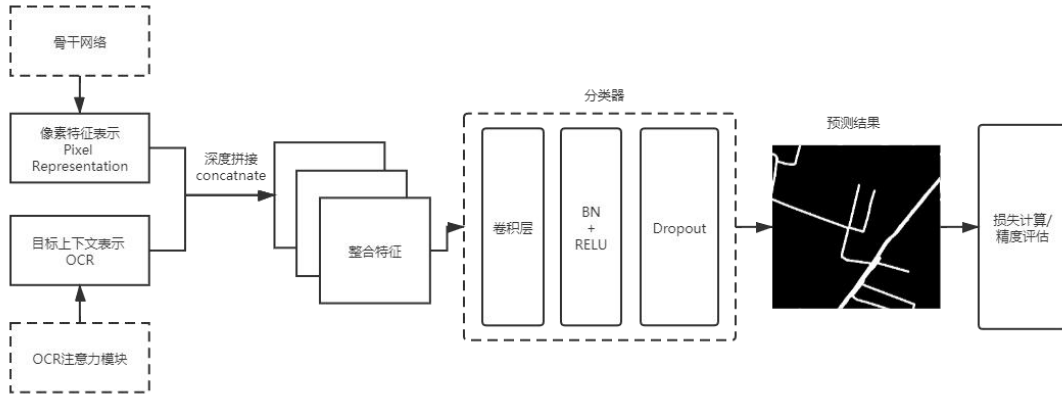 骨干网络
像素特征表示
Pixel
Representation
目标上下文表示
OCR
OCR注意力模块
深度拼接
concatnate
整合特征
分类器
卷积层
BN
+
RELU
Dropout
预测结果
损失计算/
精度评估